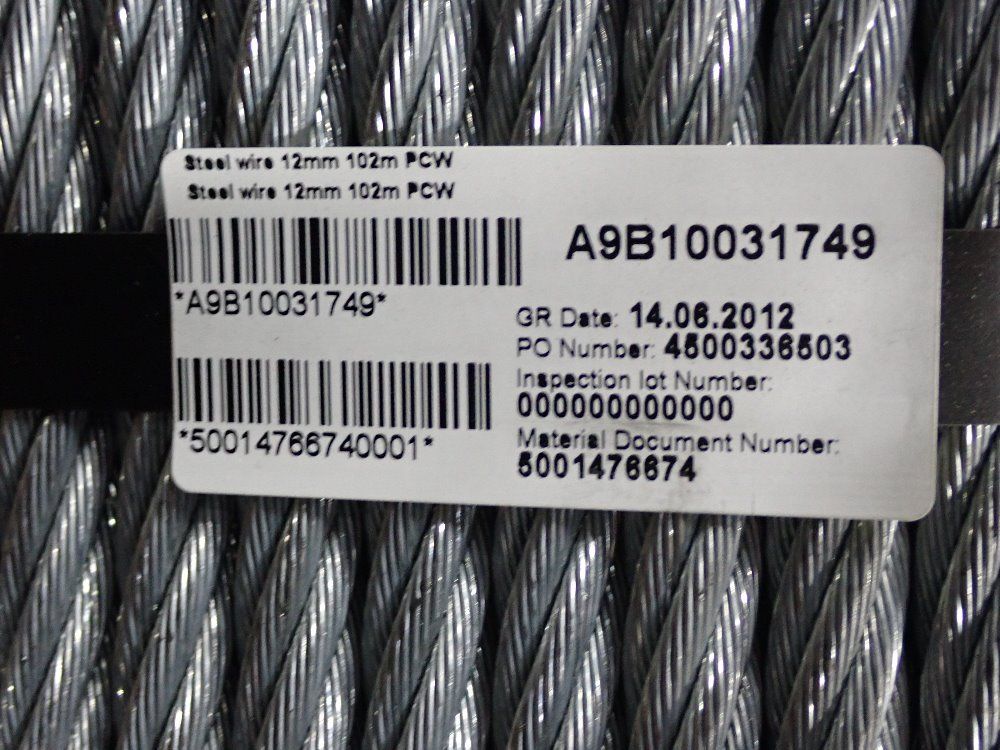 Steel wire 12mm 102m PCW
Steel wire 12mm 102m PCW
A9B10031749
*A9B10031749*
GR Date: 14.06.2012
PO Number: 4500336503
Inspection lot Number:
000000000000
*50014766740001*
Material Document Number:
5001476674